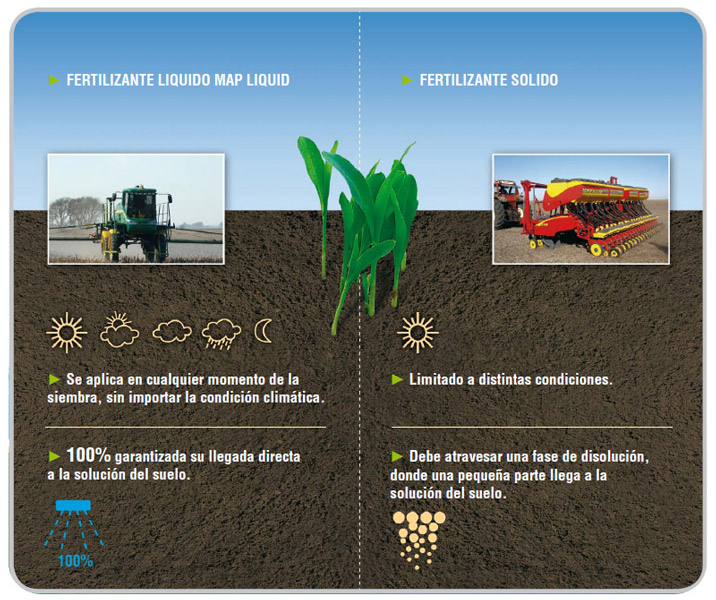 ► FERTILIZANTE LIQUIDO MAP LIQUID
► FERTILIZANTE SOLIDO
► Se aplica en cualquier momento de la
siembra, sin importar la condición climática.
► Limitado a distintas condiciones.
► 100% garantizada su llegada directa
a la solución del suelo.
► Debe atravesar una fase de disolución,
donde una pequeña parte llega a la
solución del suelo.
100%